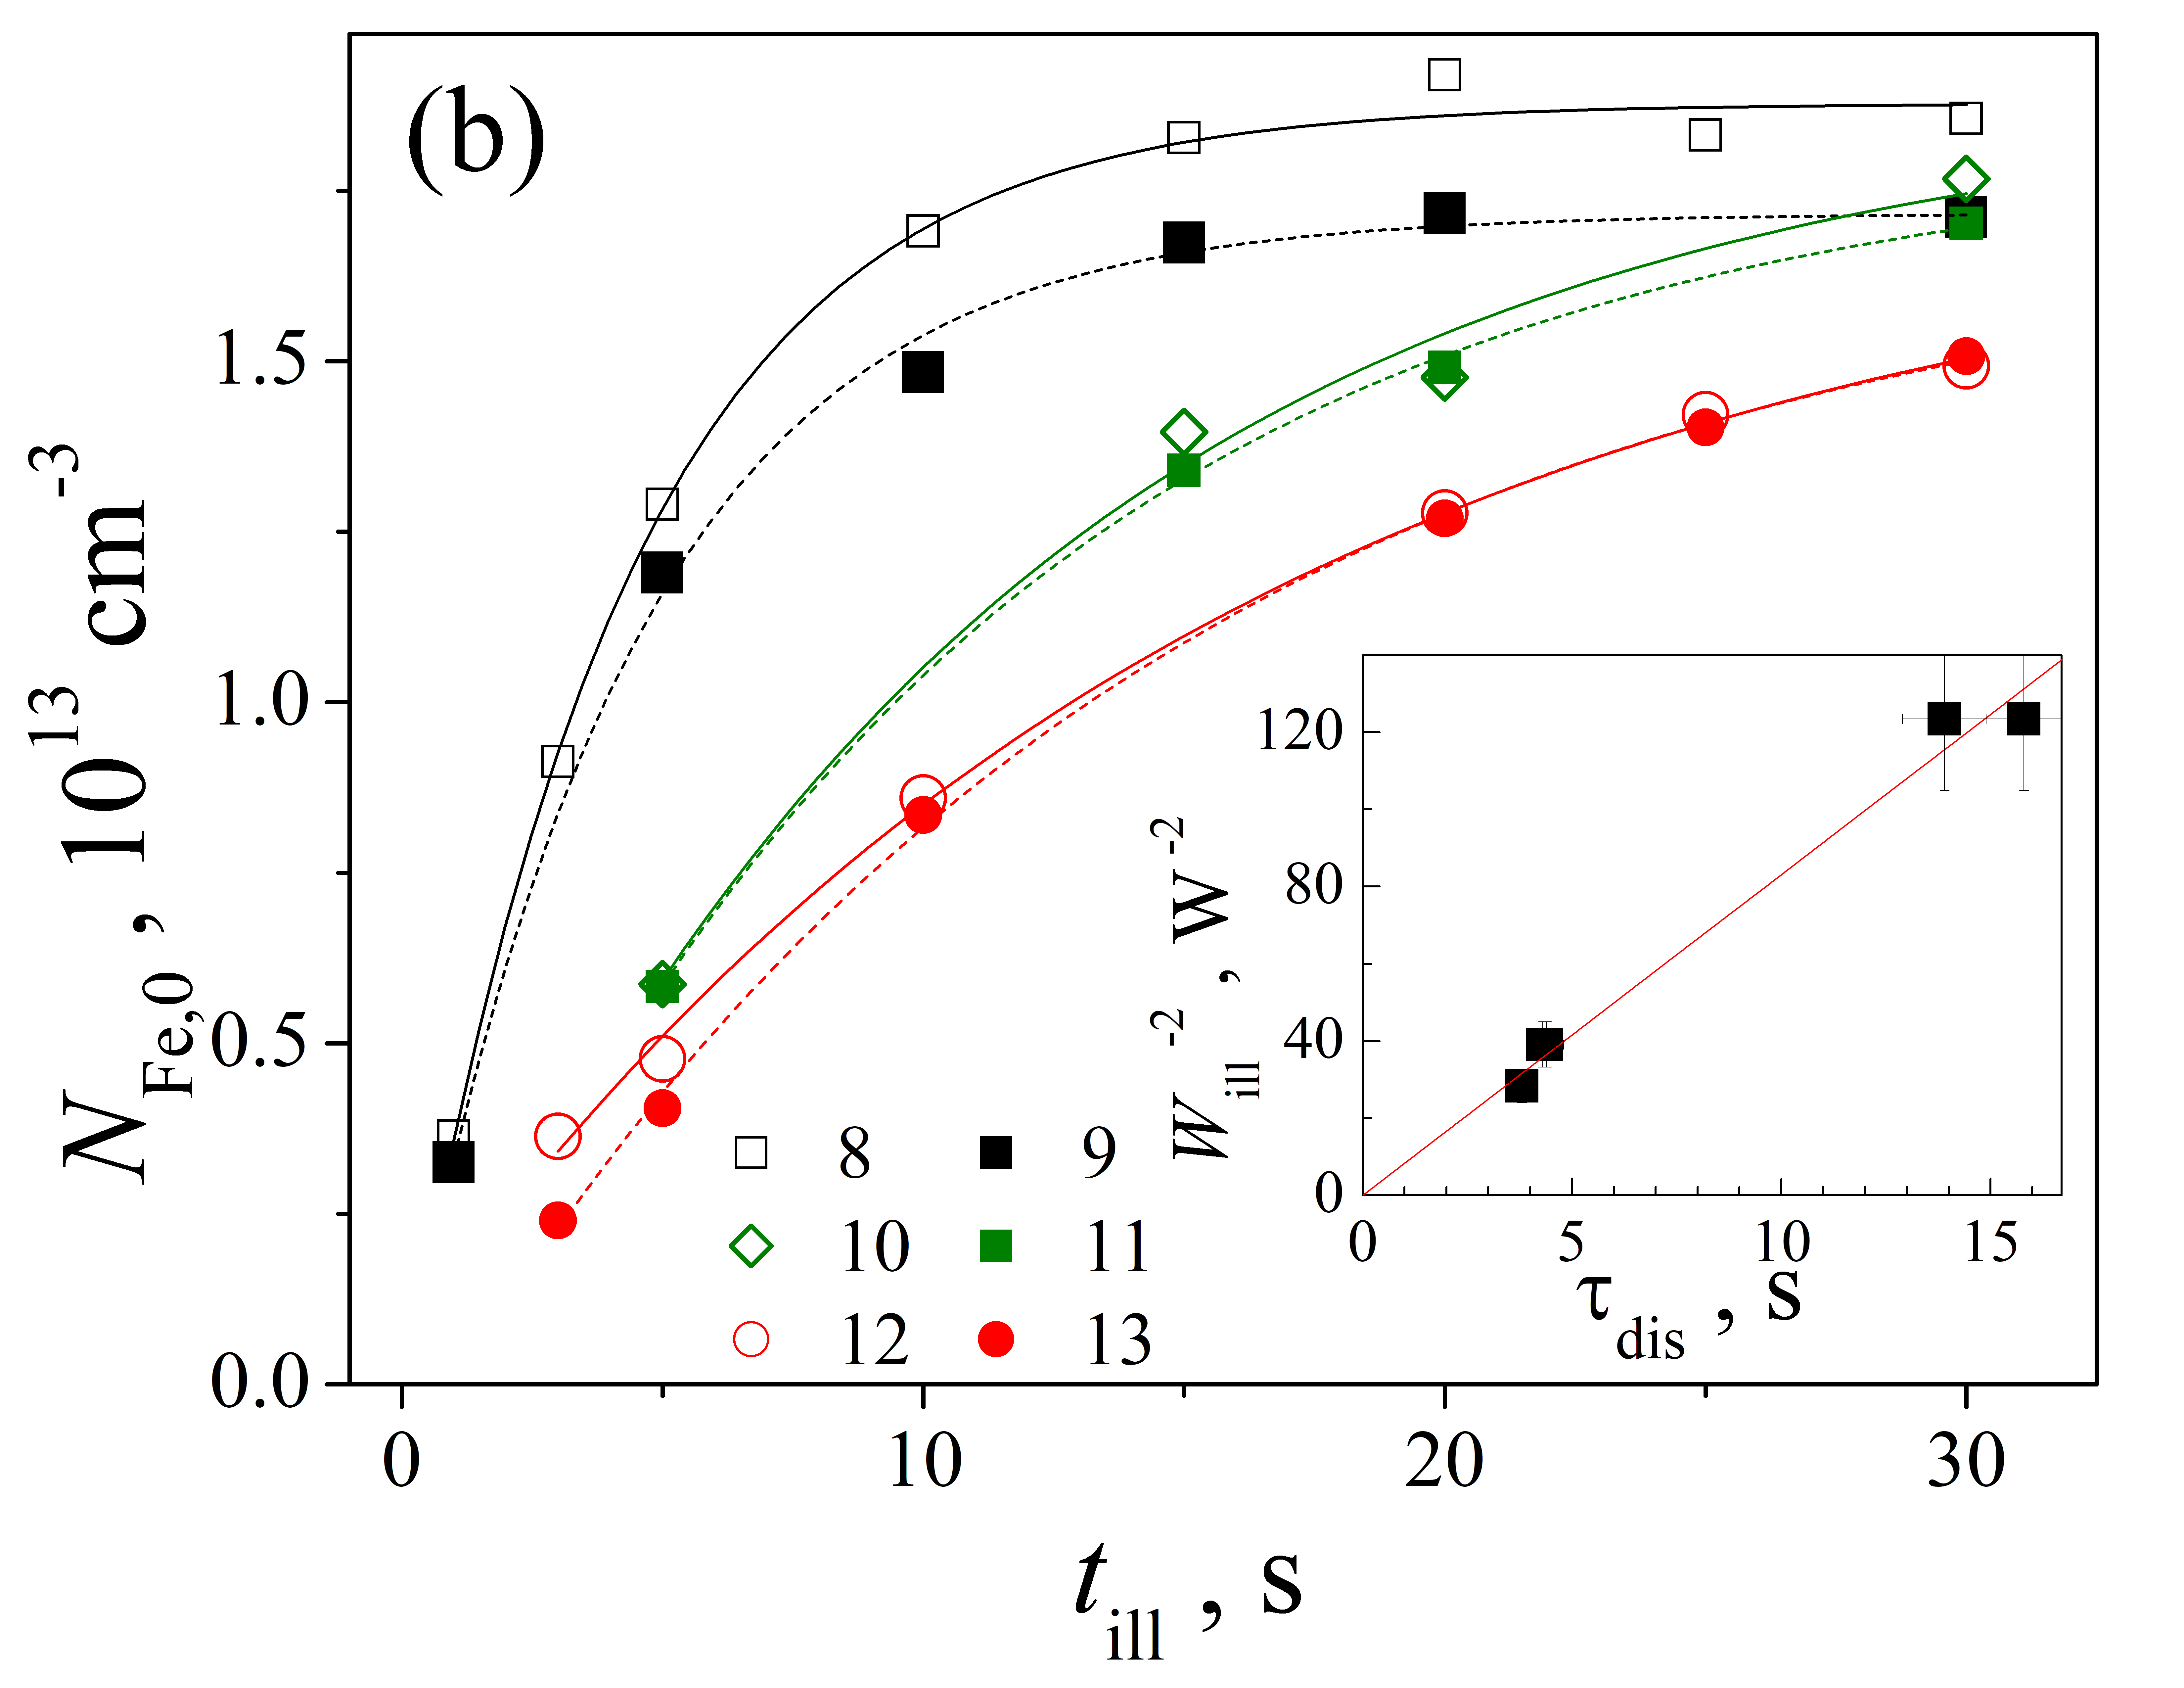 (b)
N_Fe,0 , 10^13 cm^-3
1.5
1.0
0.5
0.0
0 10 20 30
t_ill , s
8 9
10 11
12 13
W_ill^-2 , W^-2
120
80
40
0
0 5 10 15
τ_dis , s